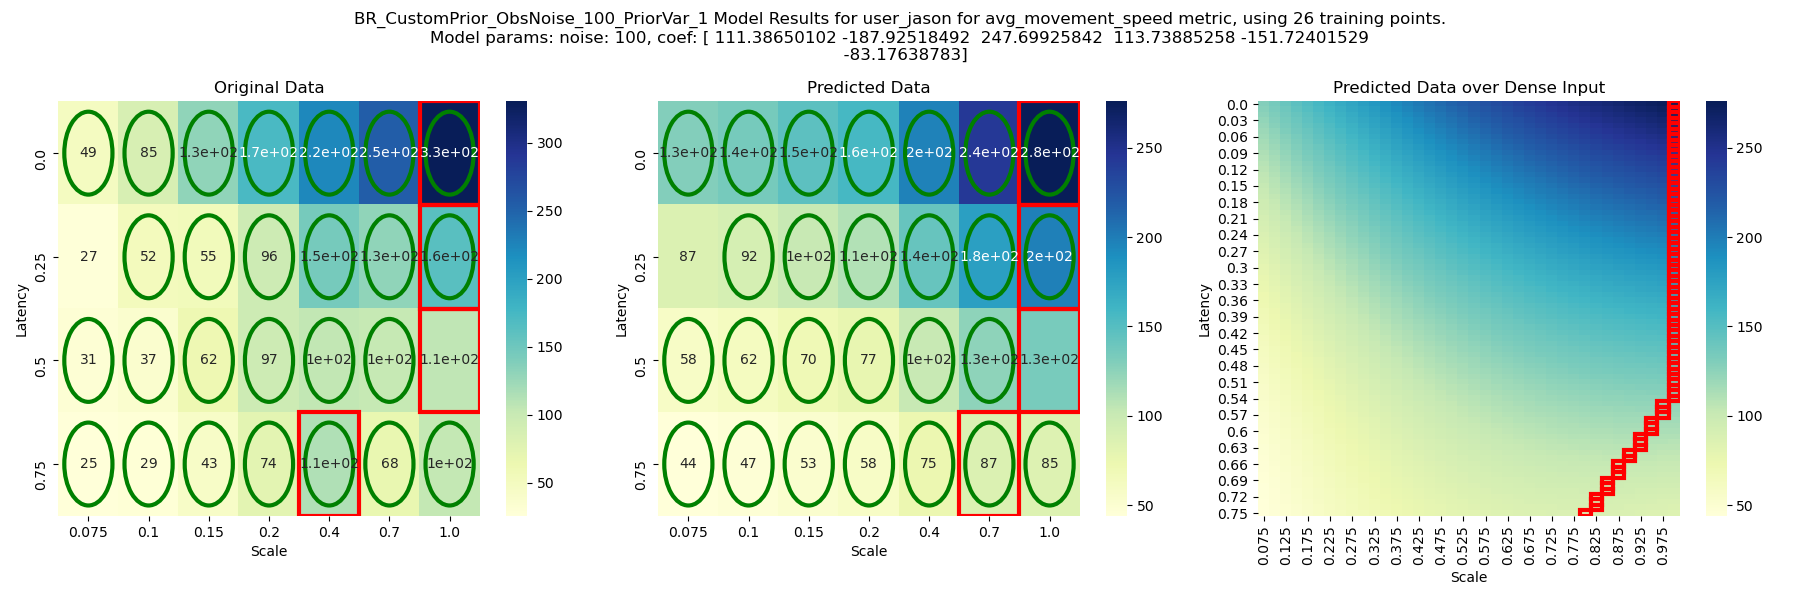 BR_CustomPrior_ObsNoise_100_PriorVar_1 Model Results for user_jason for avg_movement_speed metric, using 26 training points.
Model params: noise: 100, coef: [ 111.38650102 -187.92518492  247.69925842  113.73885258 -151.72401529
-83.17638783]
Original Data
0.0 49 85 1.3e+02 1.7e+02 2.2e+02 2.5e+02 3.3e+02
0.25 27 52 55 96 1.5e+02 1.3e+02 1.6e+02
0.5 31 37 62 97 1e+02 1e+02 1.1e+02
0.75 25 29 43 74 1.1e+02 68 1e+02
Latency
0.075 0.1 0.15 0.2 0.4 0.7 1.0
Scale
300
250
200
150
100
50
Predicted Data
0.0 1.3e+02 1.4e+02 1.5e+02 1.6e+02 2e+02 2.4e+02 2.8e+02
0.25 87 92 1e+02 1.1e+02 1.4e+02 1.8e+02 2e+02
0.5 58 62 70 77 1e+02 1.3e+02 1.3e+02
0.75 44 47 53 58 75 87 85
Latency
0.075 0.1 0.15 0.2 0.4 0.7 1.0
Scale
250
200
150
100
50
Predicted Data over Dense Input
0.0
0.03
0.06
0.09
0.12
0.15
0.18
0.21
0.24
0.27
0.3
0.33
0.36
0.39
0.42
0.45
0.48
0.51
0.54
0.57
0.6
0.63
0.66
0.69
0.72
0.75
Latency
0.075 0.125 0.175 0.225 0.275 0.325 0.375 0.425 0.475 0.525 0.575 0.625 0.675 0.725 0.775 0.825 0.875 0.925 0.975
Scale
250
200
150
100
50